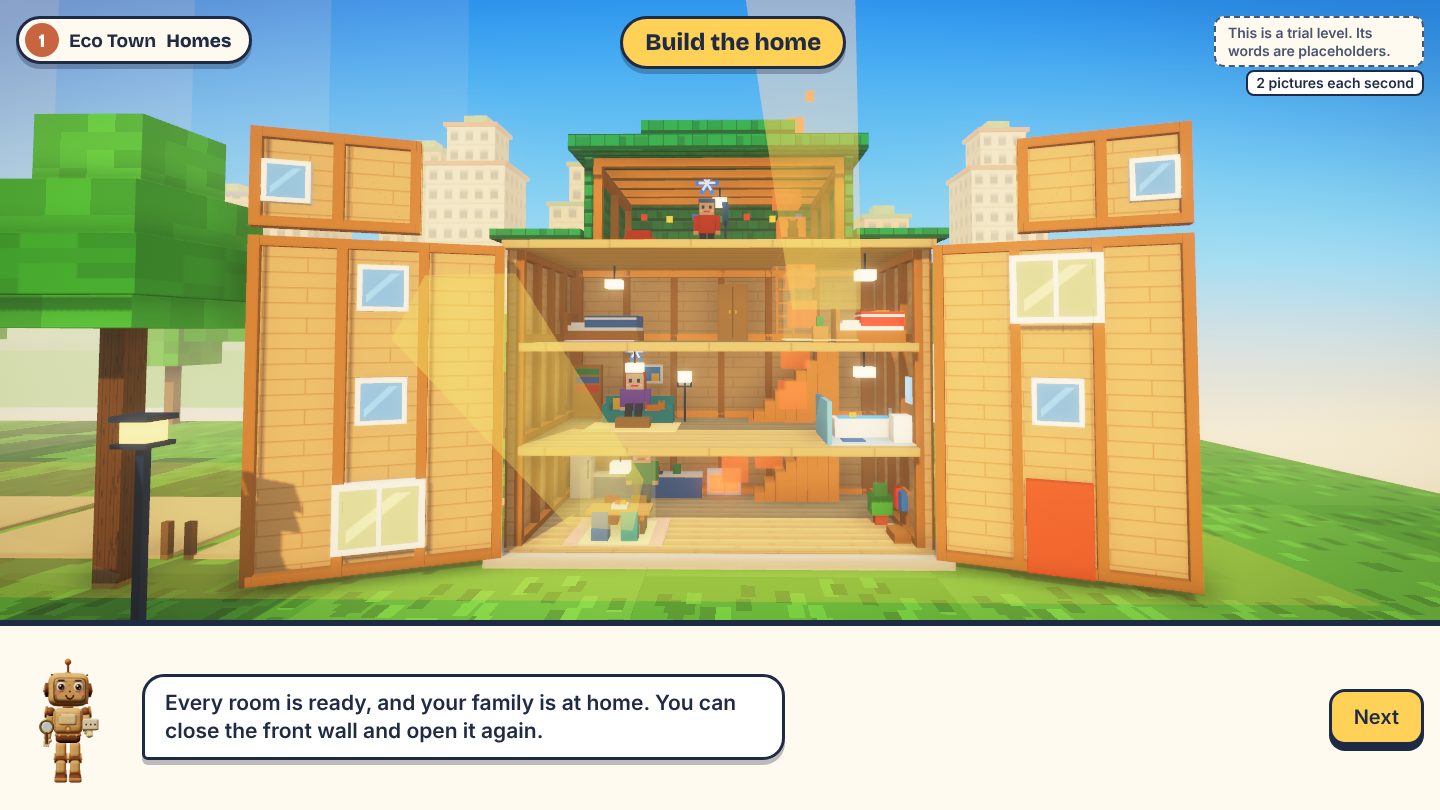 1 Eco Town Homes
Build the home
This is a trial level. Its
words are placeholders.
2 pictures each second
Every room is ready, and your family is at home. You can
close the front wall and open it again.
Next